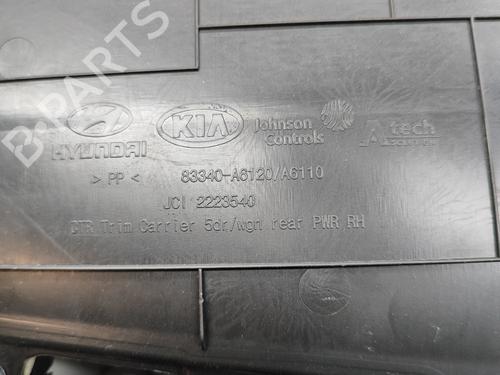 B-PARTS
HYUNDAI
KIA
Johnson Controls
A tech
> PP <
83340-A6120/A6110
JCI 2223540
CTR Trim Carrier 5dr/wgn rear PWR RH